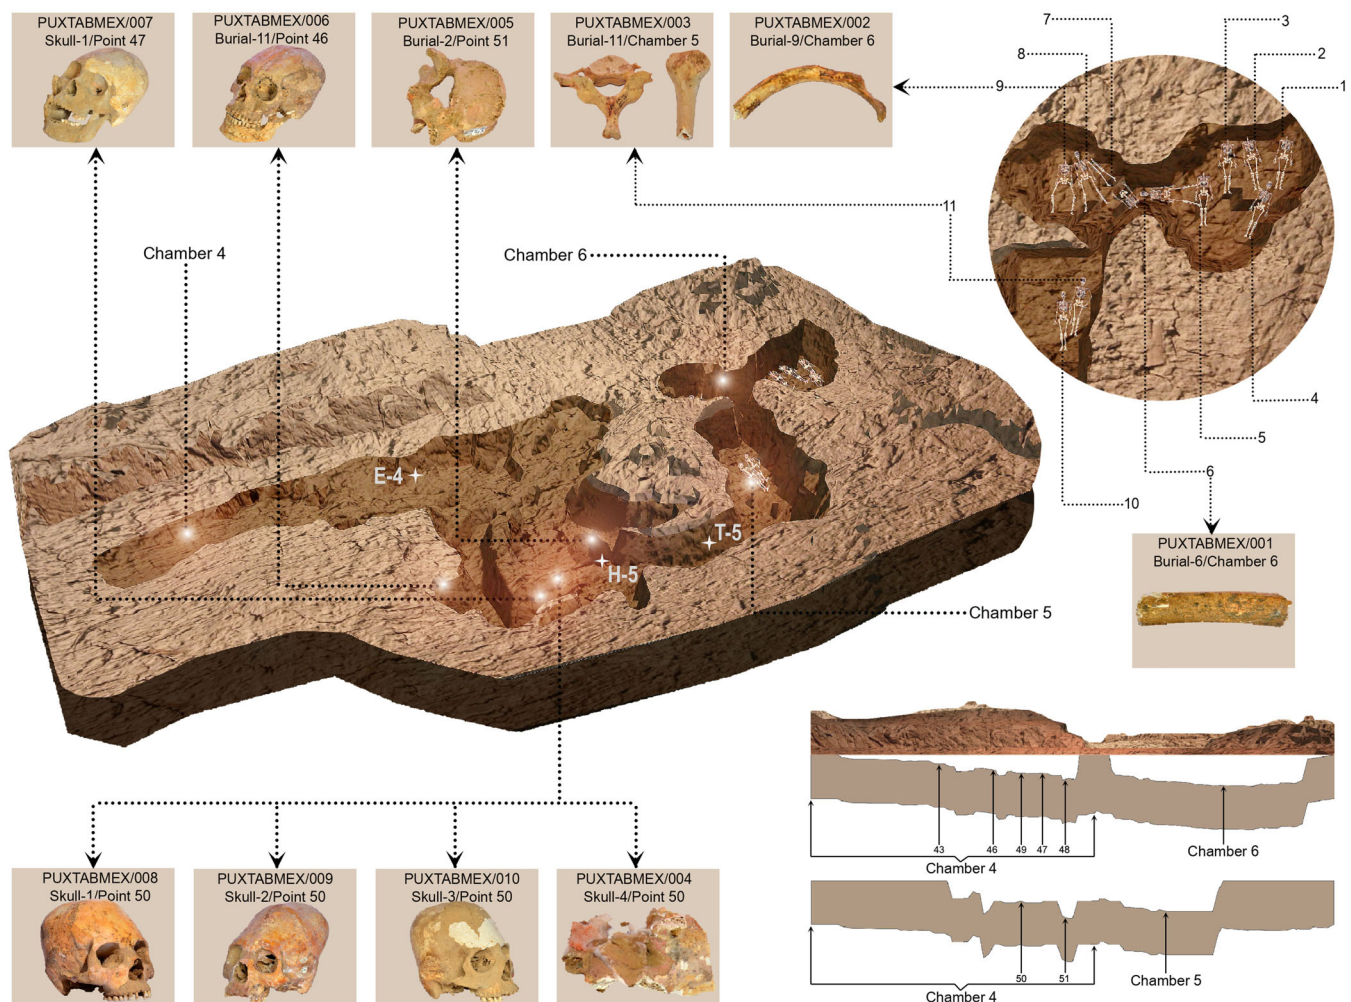 PUXTABMEX/007
Skull-1/Point 47
PUXTABMEX/006
Burial-11/Point 46
PUXTABMEX/005
Burial-2/Point 51
PUXTABMEX/003
Burial-11/Chamber 5
PUXTABMEX/002
Burial-9/Chamber 6
7
3
8
2
9
1
11
Chamber 4
Chamber 6
4
5
6
10
E-4
T-5
H-5
Chamber 5
PUXTABMEX/001
Burial-6/Chamber 6
43
46
49
47
48
Chamber 4
Chamber 6
PUXTABMEX/008
Skull-1/Point 50
PUXTABMEX/009
Skull-2/Point 50
PUXTABMEX/010
Skull-3/Point 50
PUXTABMEX/004
Skull-4/Point 50
50
51
Chamber 5
Chamber 4